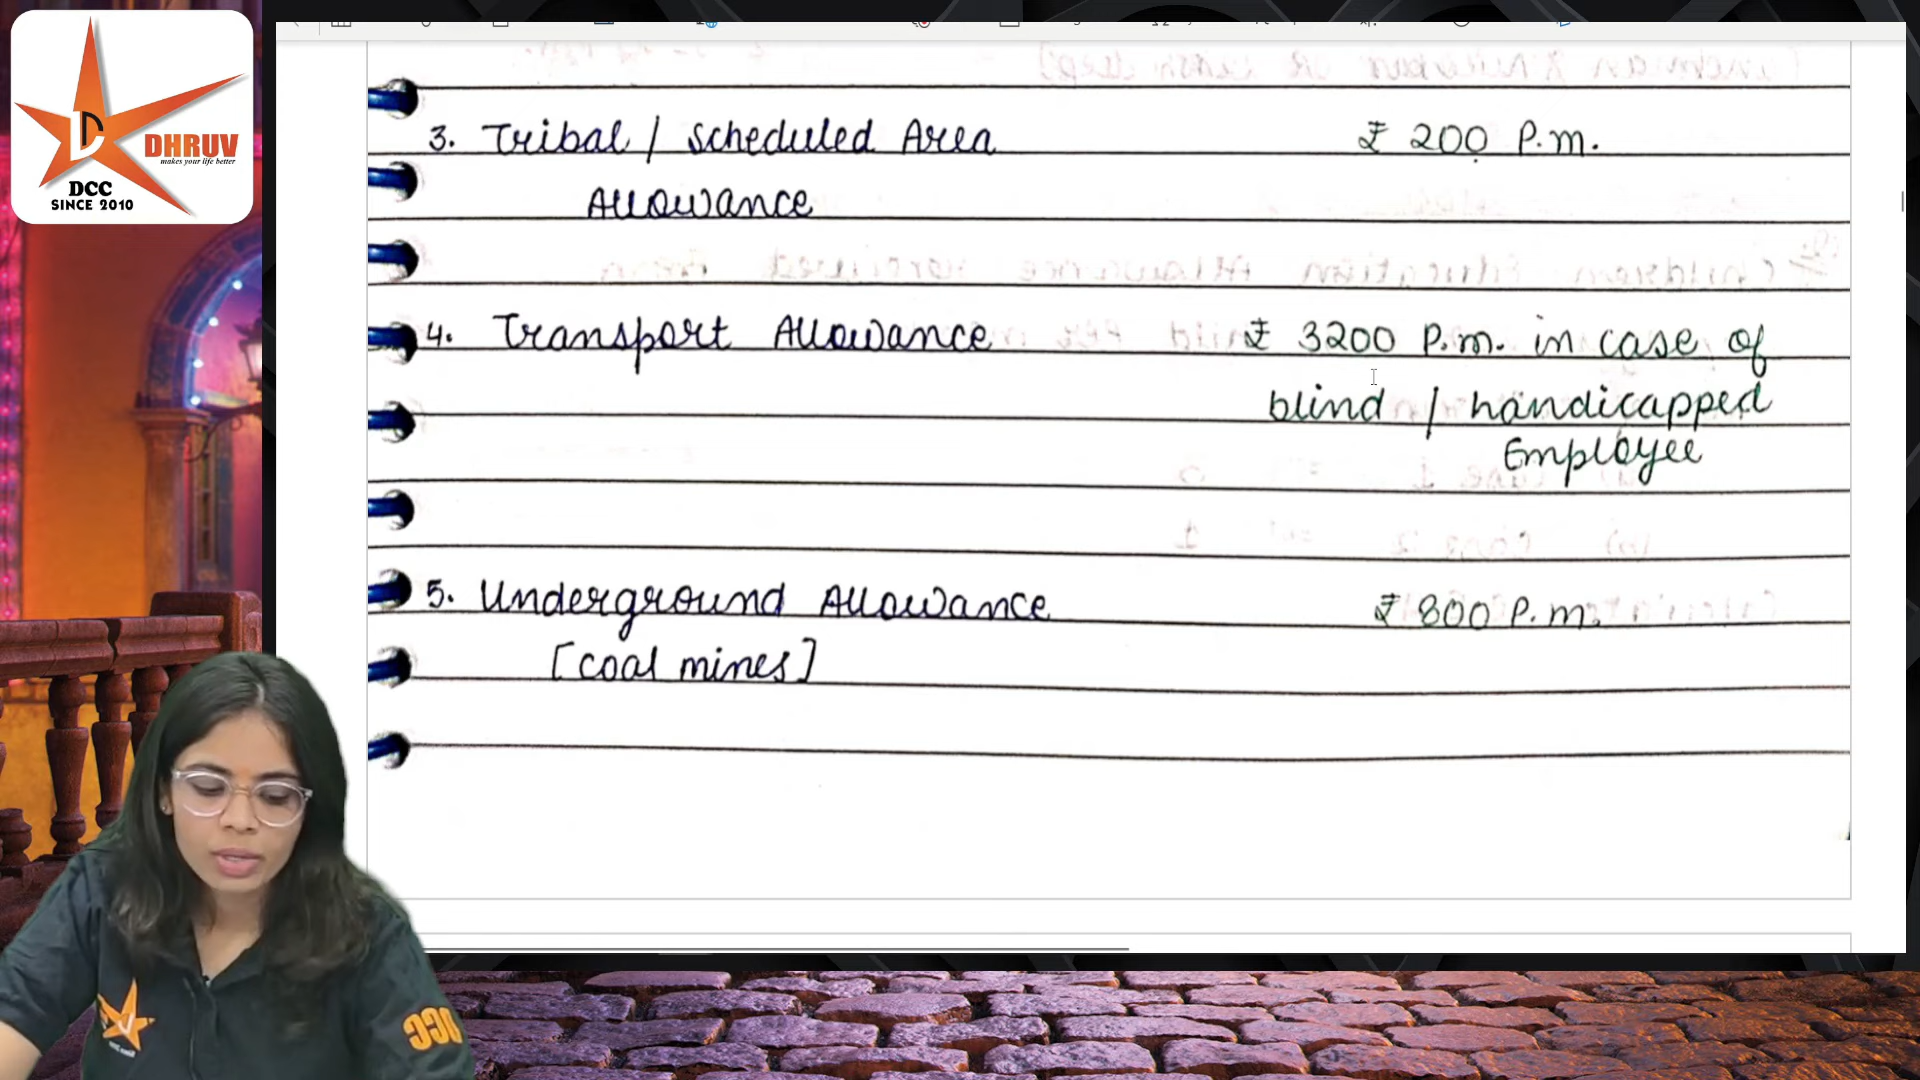 DHRUV
makes your life better
DCC
SINCE 2010
3. Tribal / Scheduled Area ₹ 200 P.m.
Allowance
4. Transport Allowance ₹ 3200 P.m. in case of
blind / handicapped
Employee
5. Underground Allowance ₹ 800 P.m.
[coal mines]
DCC